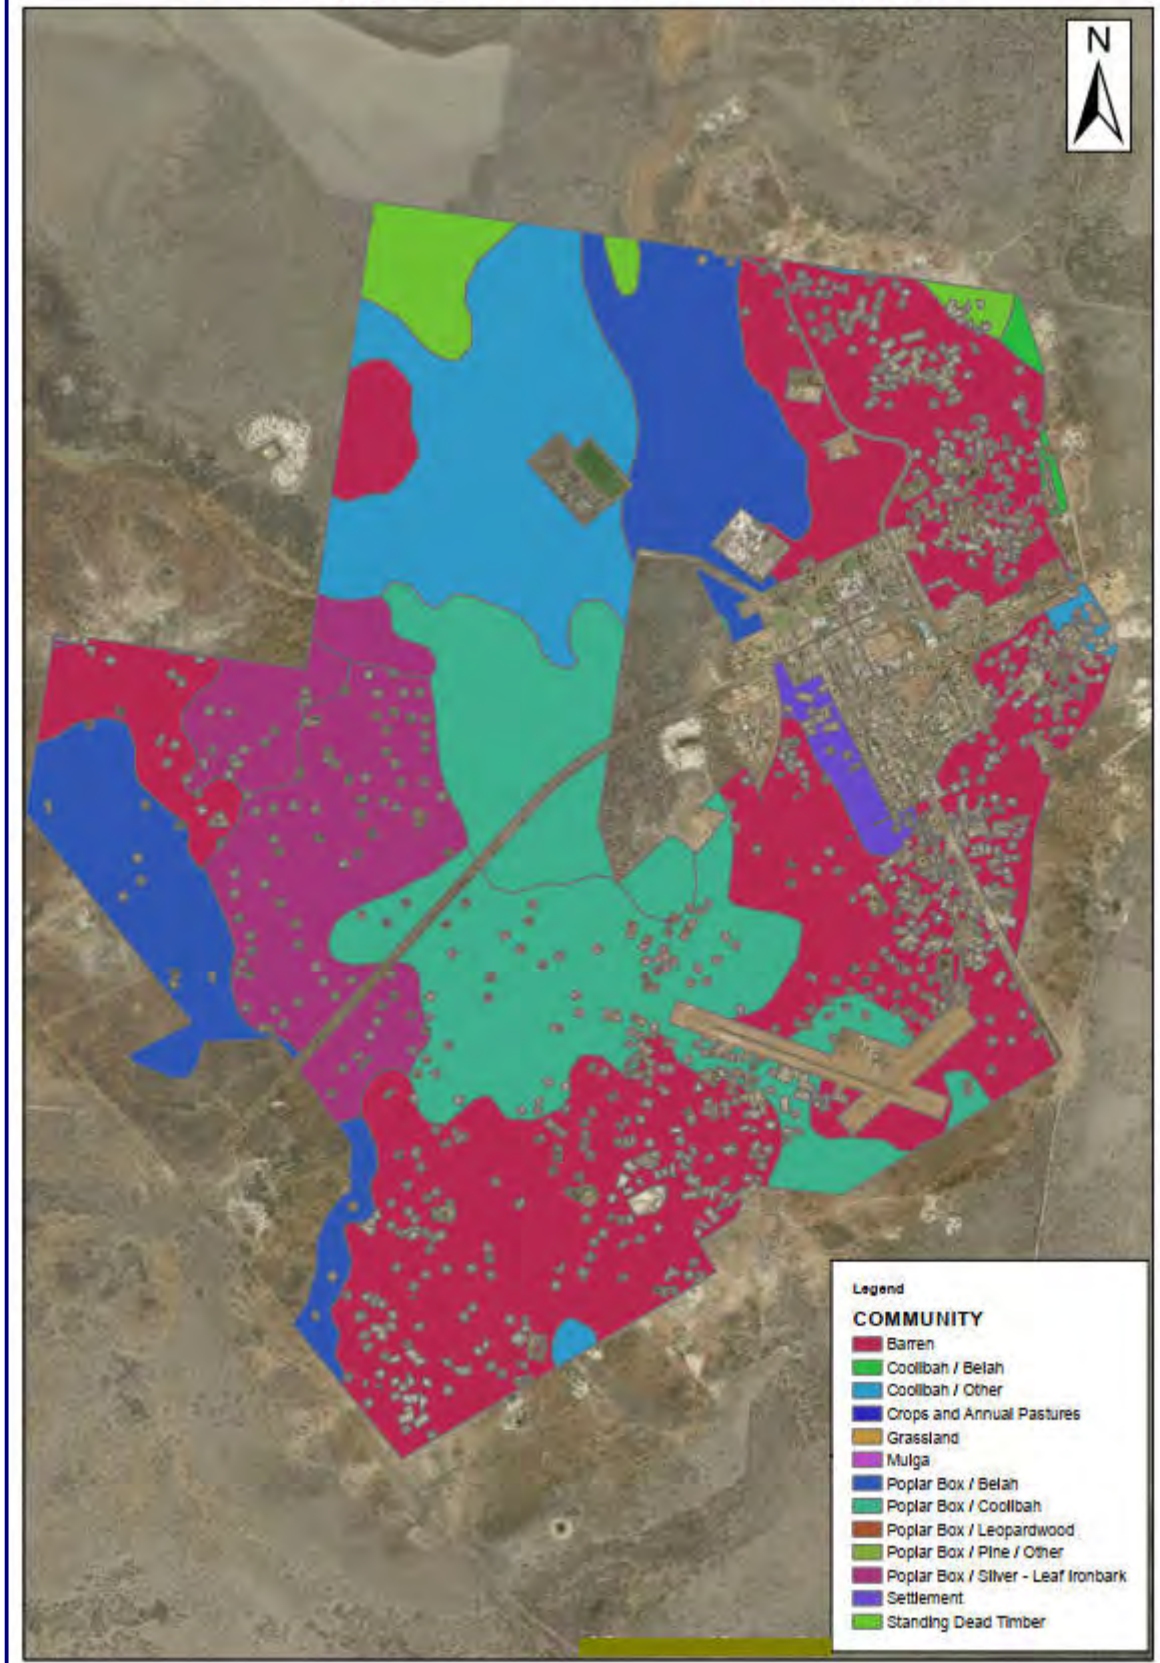 N
Legend
COMMUNITY
Barren
Coolibah / Belah
Coolibah / Other
Crops and Annual Pastures
Grassland
Mulga
Poplar Box / Belah
Poplar Box / Coolibah
Poplar Box / Leopardwood
Poplar Box / Pine / Other
Poplar Box / Silver - Leaf Ironbark
Settlement
Standing Dead Timber